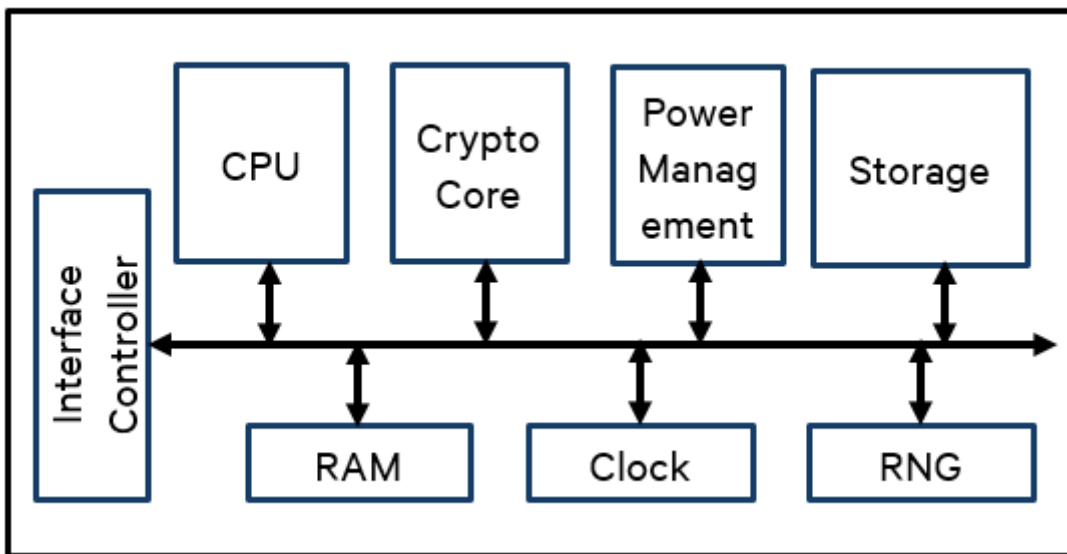 CPU
Crypto
Core
Power
Manag
ement
Storage
Interface
Controller
RAM
Clock
RNG